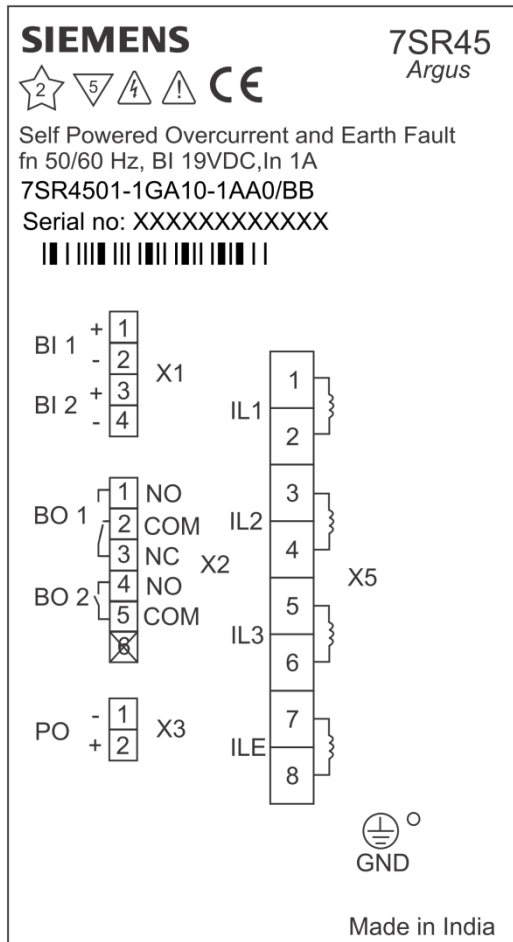 SIEMENS
7SR45
Argus
2
5
CE
Self Powered Overcurrent and Earth Fault
fn 50/60 Hz, BI 19VDC,In 1A
7SR4501-1GA10-1AA0/BB
Serial no: XXXXXXXXXXXX
BI 1 + 1
- 2
X1
BI 2 + 3
- 4
BO 1
1 NO
2 COM
3 NC
X2
BO 2
4 NO
5 COM
6
PO
- 1
+ 2
X3
IL1
1
2
IL2
3
4
X5
IL3
5
6
ILE
7
8
GND
Made in India